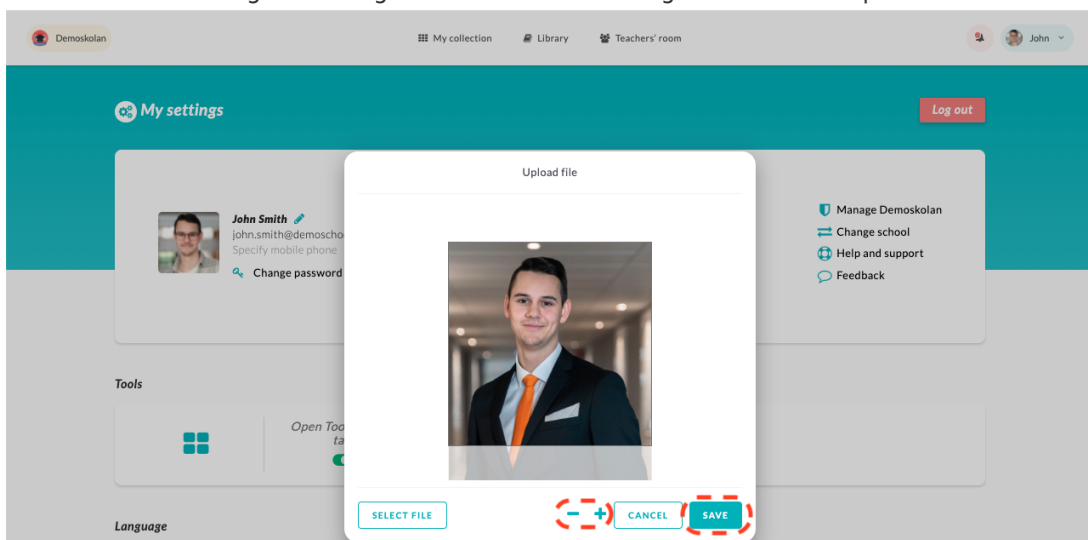 Demoskolan
My collection
Library
Teachers' room
John
My settings
Log out
Upload file
John Smith
john.smith@demoscho
Specify mobile phone
Change password
Manage Demoskolan
Change school
Help and support
Feedback
Tools
Open Too
ta
Language
SELECT FILE
- +
CANCEL
SAVE